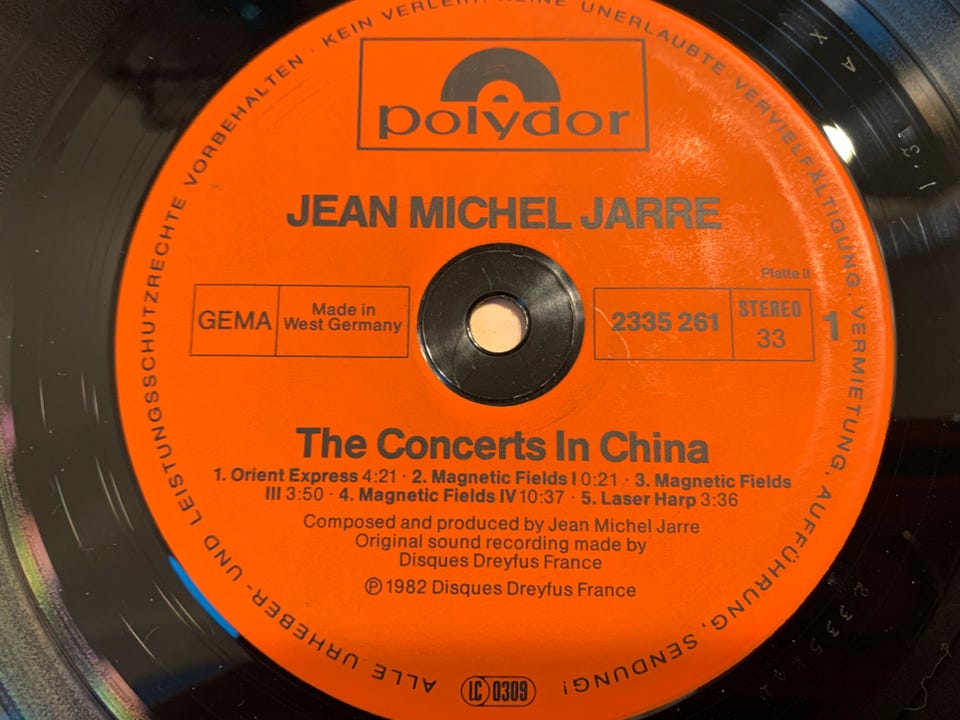 polydor
JEAN MICHEL JARRE
Platte II
GEMA
Made in
West Germany
2335 261
STEREO
33
1
The Concerts In China
1. Orient Express 4:21 · 2. Magnetic Fields I 0:21 · 3. Magnetic Fields
III 3:50 · 4. Magnetic Fields IV 10:37 · 5. Laser Harp 3:36
Composed and produced by Jean Michel Jarre
Original sound recording made by
Disques Dreyfus France
℗ 1982 Disques Dreyfus France
LC 0309
ALLE URHEBER- UND LEISTUNGSSCHUTZRECHTE VORBEHALTEN · KEIN VERLEIH! KEINE UNERLAUBTE VERVIELFÄLTIGUNG, VERMIETUNG, AUFFÜHRUNG, SENDUNG!